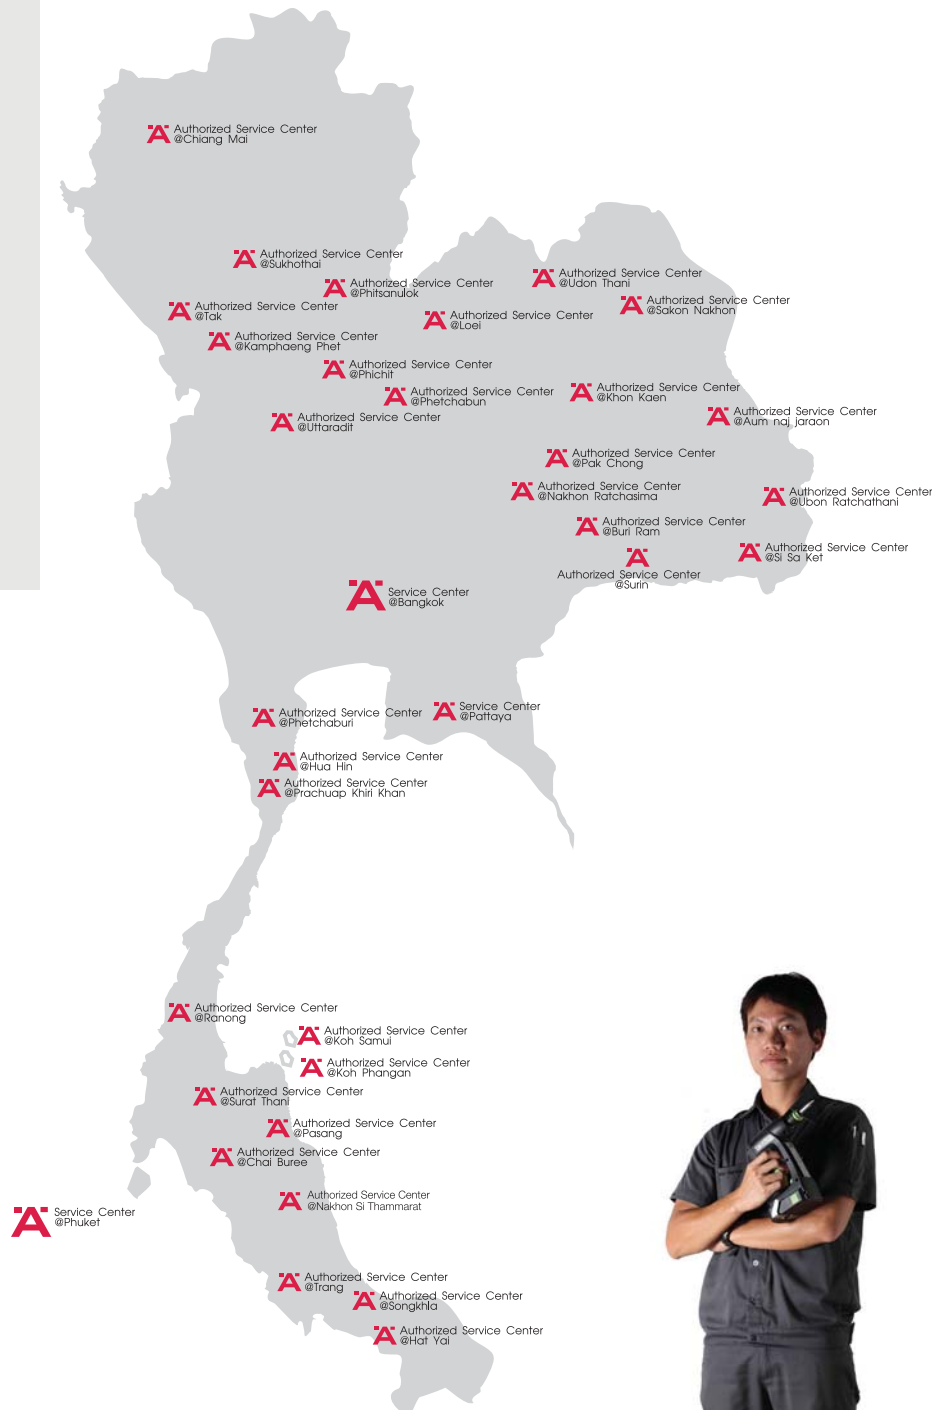 Authorized Service Center
@Chiang Mai
Authorized Service Center
@Sukhothai
Authorized Service Center
@Phitsanulok
Authorized Service Center
@Udon Thani
Authorized Service Center
@Sakon Nakhon
Authorized Service Center
@Tak
Authorized Service Center
@Loei
Authorized Service Center
@Kamphaeng Phet
Authorized Service Center
@Phichit
Authorized Service Center
@Phetchabun
Authorized Service Center
@Khon Kaen
Authorized Service Center
@Aum naj jaraon
Authorized Service Center
@Uttaradit
Authorized Service Center
@Pak Chong
Authorized Service Center
@Nakhon Ratchasima
Authorized Service Center
@Ubon Ratchathani
Authorized Service Center
@Buri Ram
Authorized Service Center
@Si Sa Ket
Authorized Service Center
@Surin
Service Center
@Bangkok
Authorized Service Center
@Phetchaburi
Service Center
@Pattaya
Authorized Service Center
@Hua Hin
Authorized Service Center
@Prachuap Khiri Khan
Authorized Service Center
@Ranong
Authorized Service Center
@Koh Samui
Authorized Service Center
@Koh Phangan
Authorized Service Center
@Surat Thani
Authorized Service Center
@Pasang
Authorized Service Center
@Chai Buree
Authorized Service Center
@Nakhon Si Thammarat
Service Center
@Phuket
Authorized Service Center
@Trang
Authorized Service Center
@Songkhla
Authorized Service Center
@Hat Yai